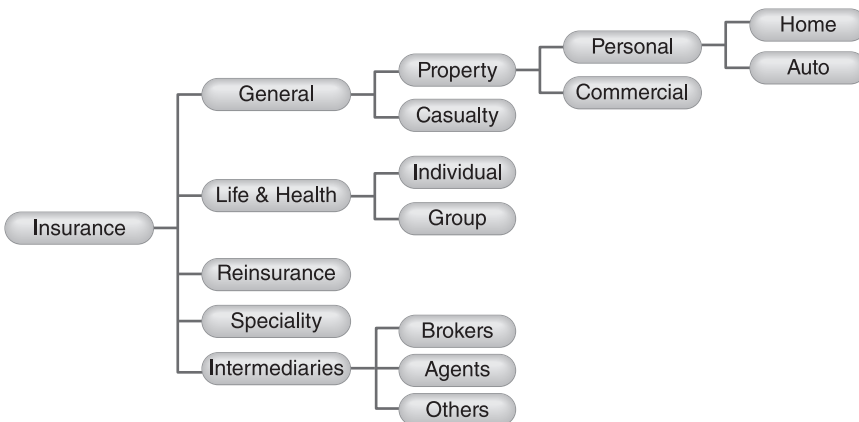 Insurance
General
Property
Personal
Home
Auto
Commercial
Casualty
Life & Health
Individual
Group
Reinsurance
Speciality
Intermediaries
Brokers
Agents
Others